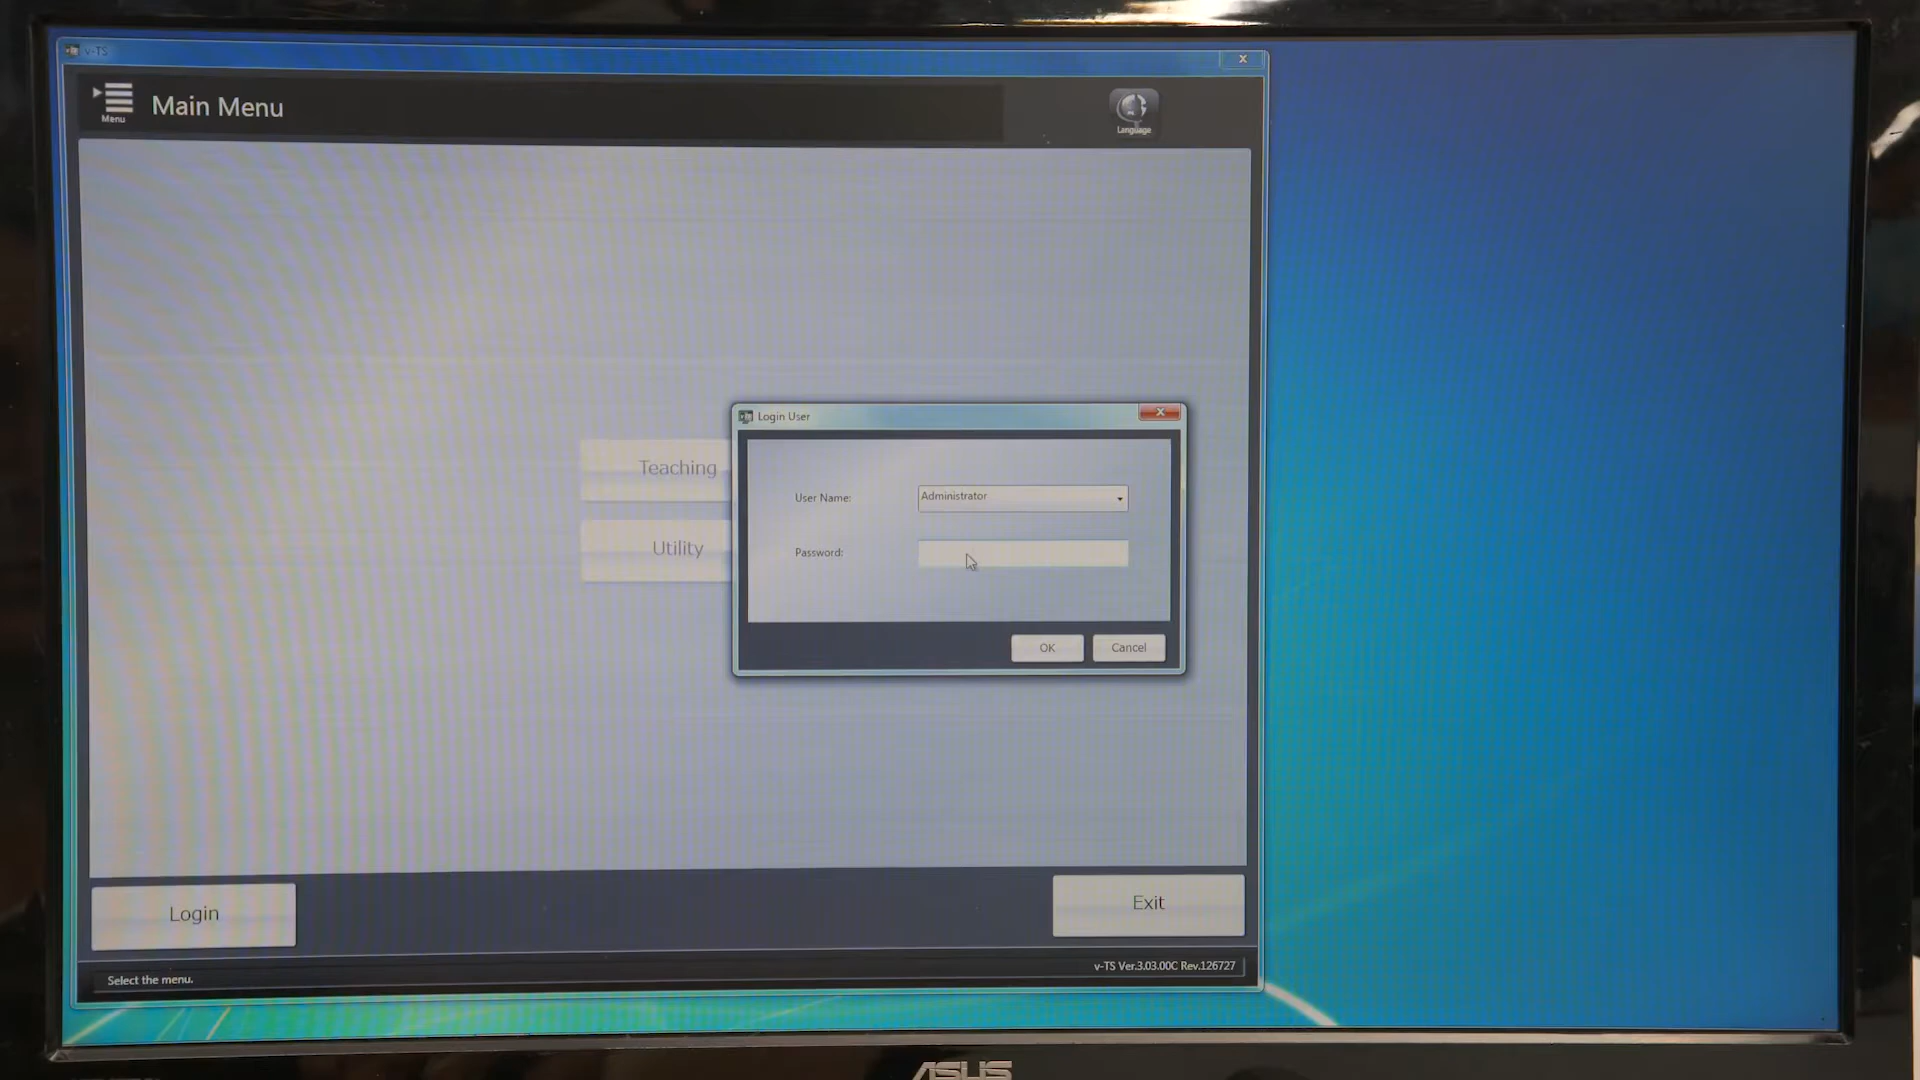 v-TS
x
Menu
Main Menu
Language
Teaching
Utility
Login User
x
User Name:
Administrator
Password:
OK
Cancel
Login
Exit
Select the menu.
v-TS Ver.3.03.00C Rev.126727
ASUS